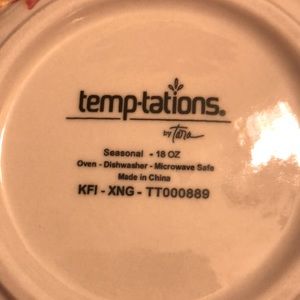 temp-tations®
by Tara
Seasonal - 18 OZ
Oven - Dishwasher - Microwave Safe
Made in China
KFI - XNG - TT000889